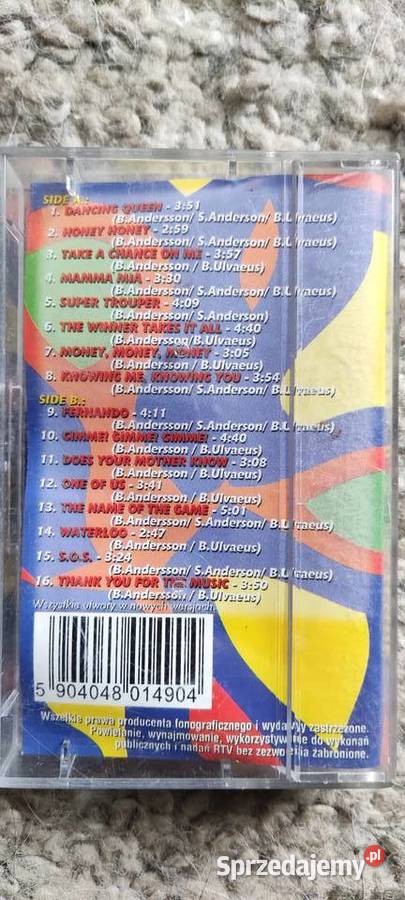 SIDE A.:
1. DANCING QUEEN - 3:51
(B.Andersson/ S.Anderson/ B.Ulvaeus)
2. HONEY HONEY - 2:59
(B.Andersson/ S.Anderson/ B.Ulvaeus)
3. TAKE A CHANCE ON ME - 3:57
(B.Andersson/ B.Ulvaeus)
4. MAMMA MIA - 3:30
(B.Andersson/ S.Anderson/ B.Ulvaeus)
5. SUPER TROUPER - 4:09
(B.Andersson/ S.Anderson)
6. THE WINNER TAKES IT ALL - 4:40
(B.Andersson/B.Ulvaeus)
7. MONEY, MONEY, MONEY - 3:05
(B.Andersson / B.Ulvaeus)
8. KNOWING ME, KNOWING YOU - 3:54
(B.Andersson/ S.Anderson/ B.Ulvaeus)
SIDE B.:
9. FERNANDO - 4:11
(B.Andersson/ S.Anderson/ B.Ulvaeus)
10. GIMME! GIMME! GIMME! - 4:40
(B.Andersson/ B.Ulvaeus)
11. DOES YOUR MOTHER KNOW - 3:08
(B.Andersson / B.Ulvaeus)
12. ONE OF US - 3:41
(B.Andersson / B.Ulvaeus)
13. THE NAME OF THE GAME - 5:01
(B.Andersson/ S.Anderson/ B.Ulvaeus)
14. WATERLOO - 2:47
(B.Andersson / B.Ulvaeus)
15. S.O.S. - 3:24
(B.Andersson/ S.Anderson/ B.Ulvaeus)
16. THANK YOU FOR THE MUSIC - 3:50
(B.Andersson / B.Ulvaeus)
Wszystkie utwory w nowych wersjach.
5 904048 014904
Wszelkie prawa producenta fonograficznego i wydawcy zastrzeżone.
Powielanie, wynajmowanie, wykorzystywanie do wykonań
publicznych i nadań RTV bez zezwolenia zabronione.
Sprzedajemy.pl